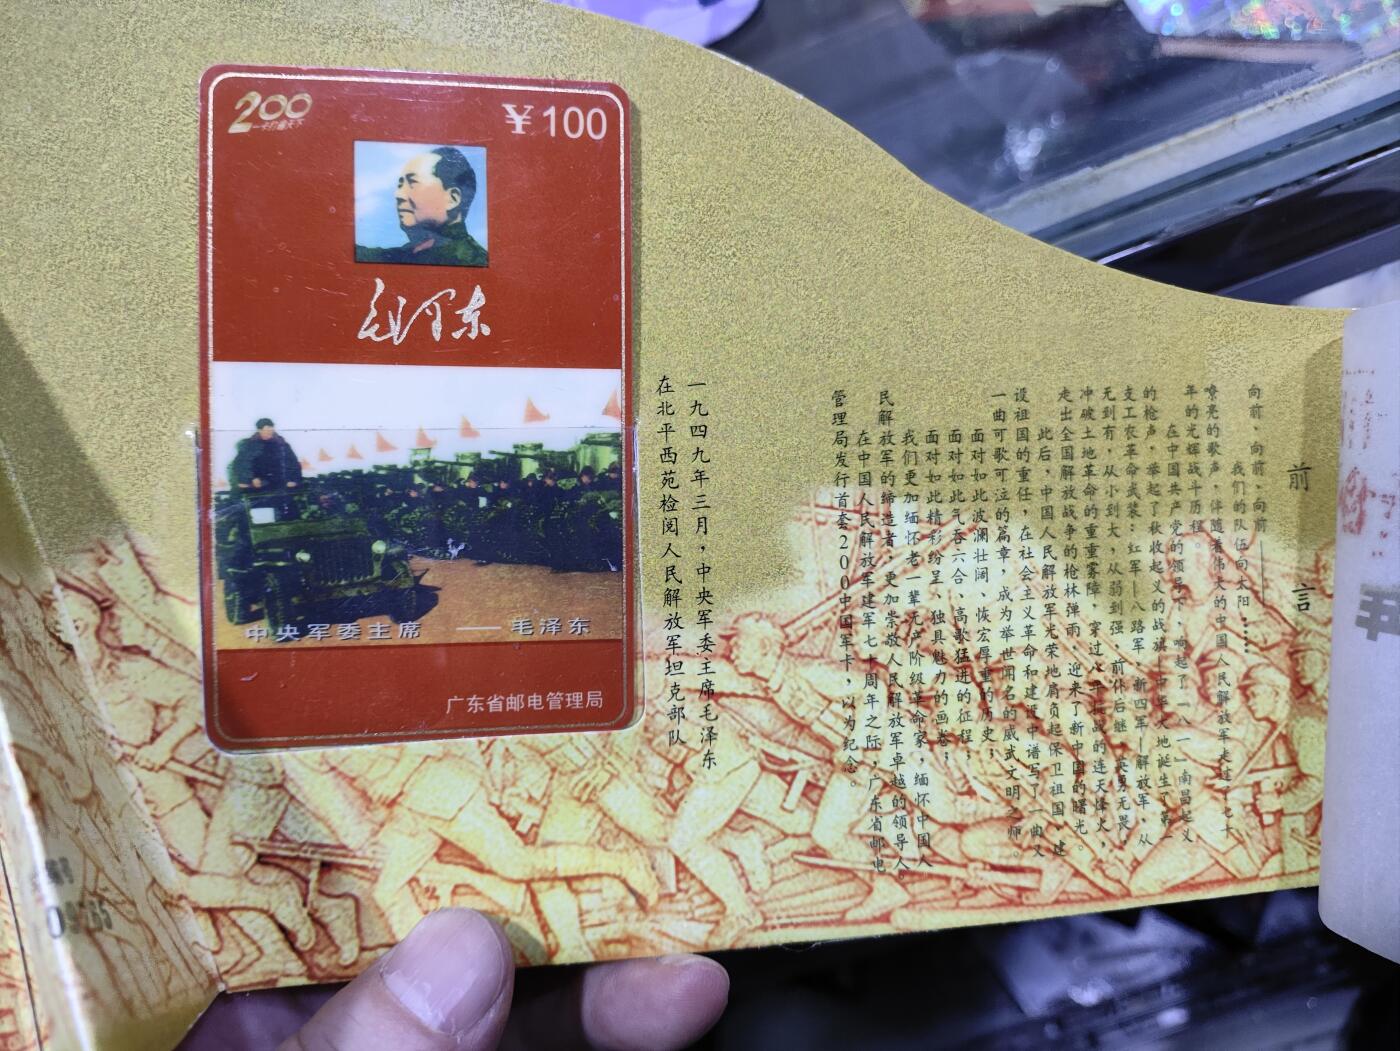 200
一卡打遍天下
¥100
毛泽东
中央军委主席 —— 毛泽东
广东省邮电管理局
一九四九年三月，中央军委主席毛泽东
在北平西苑检阅人民解放军坦克部队
前言
向前、向前、向前——
我们的队伍向太阳……
嘹亮的歌声，伴随着伟大的中国人民解放军走过了七十
年的光辉战斗历程。
在中国共产党的领导下，响起了“八一”南昌起义
的枪声，举起了秋收起义的战旗—中华大地诞生了第一
支工农革命武装：红军—八路军、新四军—解放军，从
无到有，从小到大，从弱到强，前仆后继，英勇无畏，
冲破土地革命的重重雾障，穿过八年抗战的连天烽火，
走出全国解放战争的枪林弹雨，迎来了新中国的曙光。
此后，中国人民解放军光荣地肩负起保卫祖国、建
设祖国的重任，在社会主义革命和建设中谱写了一曲又
一曲可歌可泣的篇章，成为举世闻名的威武文明之师。
面对如此波澜壮阔、恢宏厚重的历史；
面对如此气吞六合、高歌猛进的征程；
面对如此精彩纷呈、独具魅力的画卷；
我们更加缅怀老一辈无产阶级革命家，缅怀中国人
民解放军的缔造者，更加崇敬人民解放军卓越的领导人。
在中国人民解放军建军七十周年之际，广东省邮电
管理局发行首套200中国军卡，以为纪念。